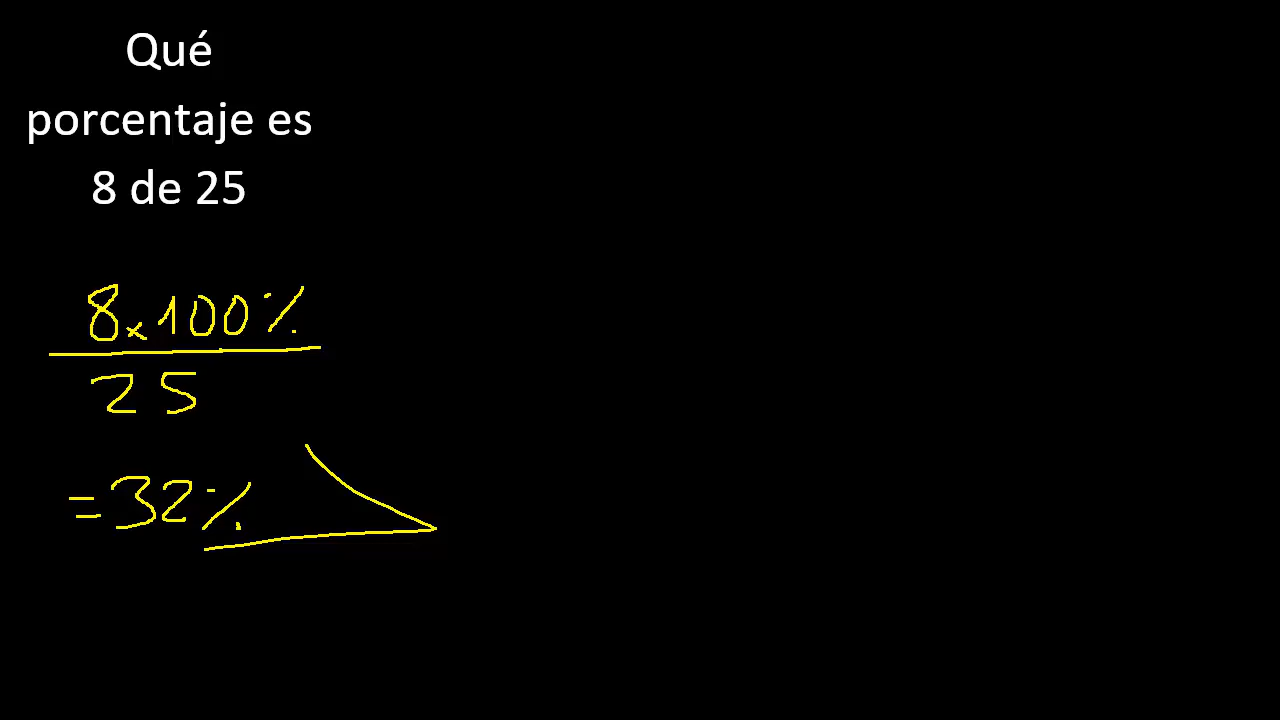 Qué
porcentaje es
8 de 25
8x100%
25
=32%